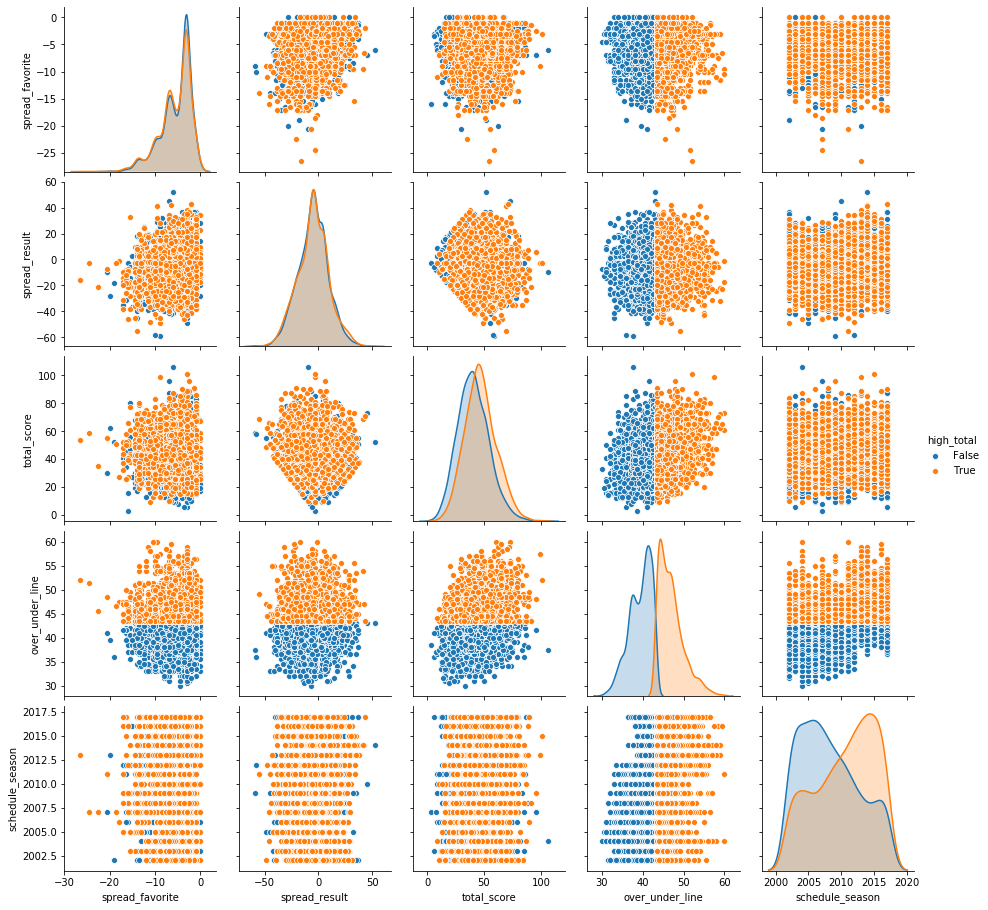 spread_favorite
0
−5
−10
−15
−20
−25
spread_result
60
40
20
0
−20
−40
−60
total_score
100
80
60
40
20
0
over_under_line
60
55
50
45
40
35
30
schedule_season
2017.5
2015.0
2012.5
2010.0
2007.5
2005.0
2002.5
−30 −20 −10 0
spread_favorite
−50 0 50
spread_result
0 50 100
total_score
30 40 50 60
over_under_line
2000 2005 2010 2015 2020
schedule_season
high_total
False
True